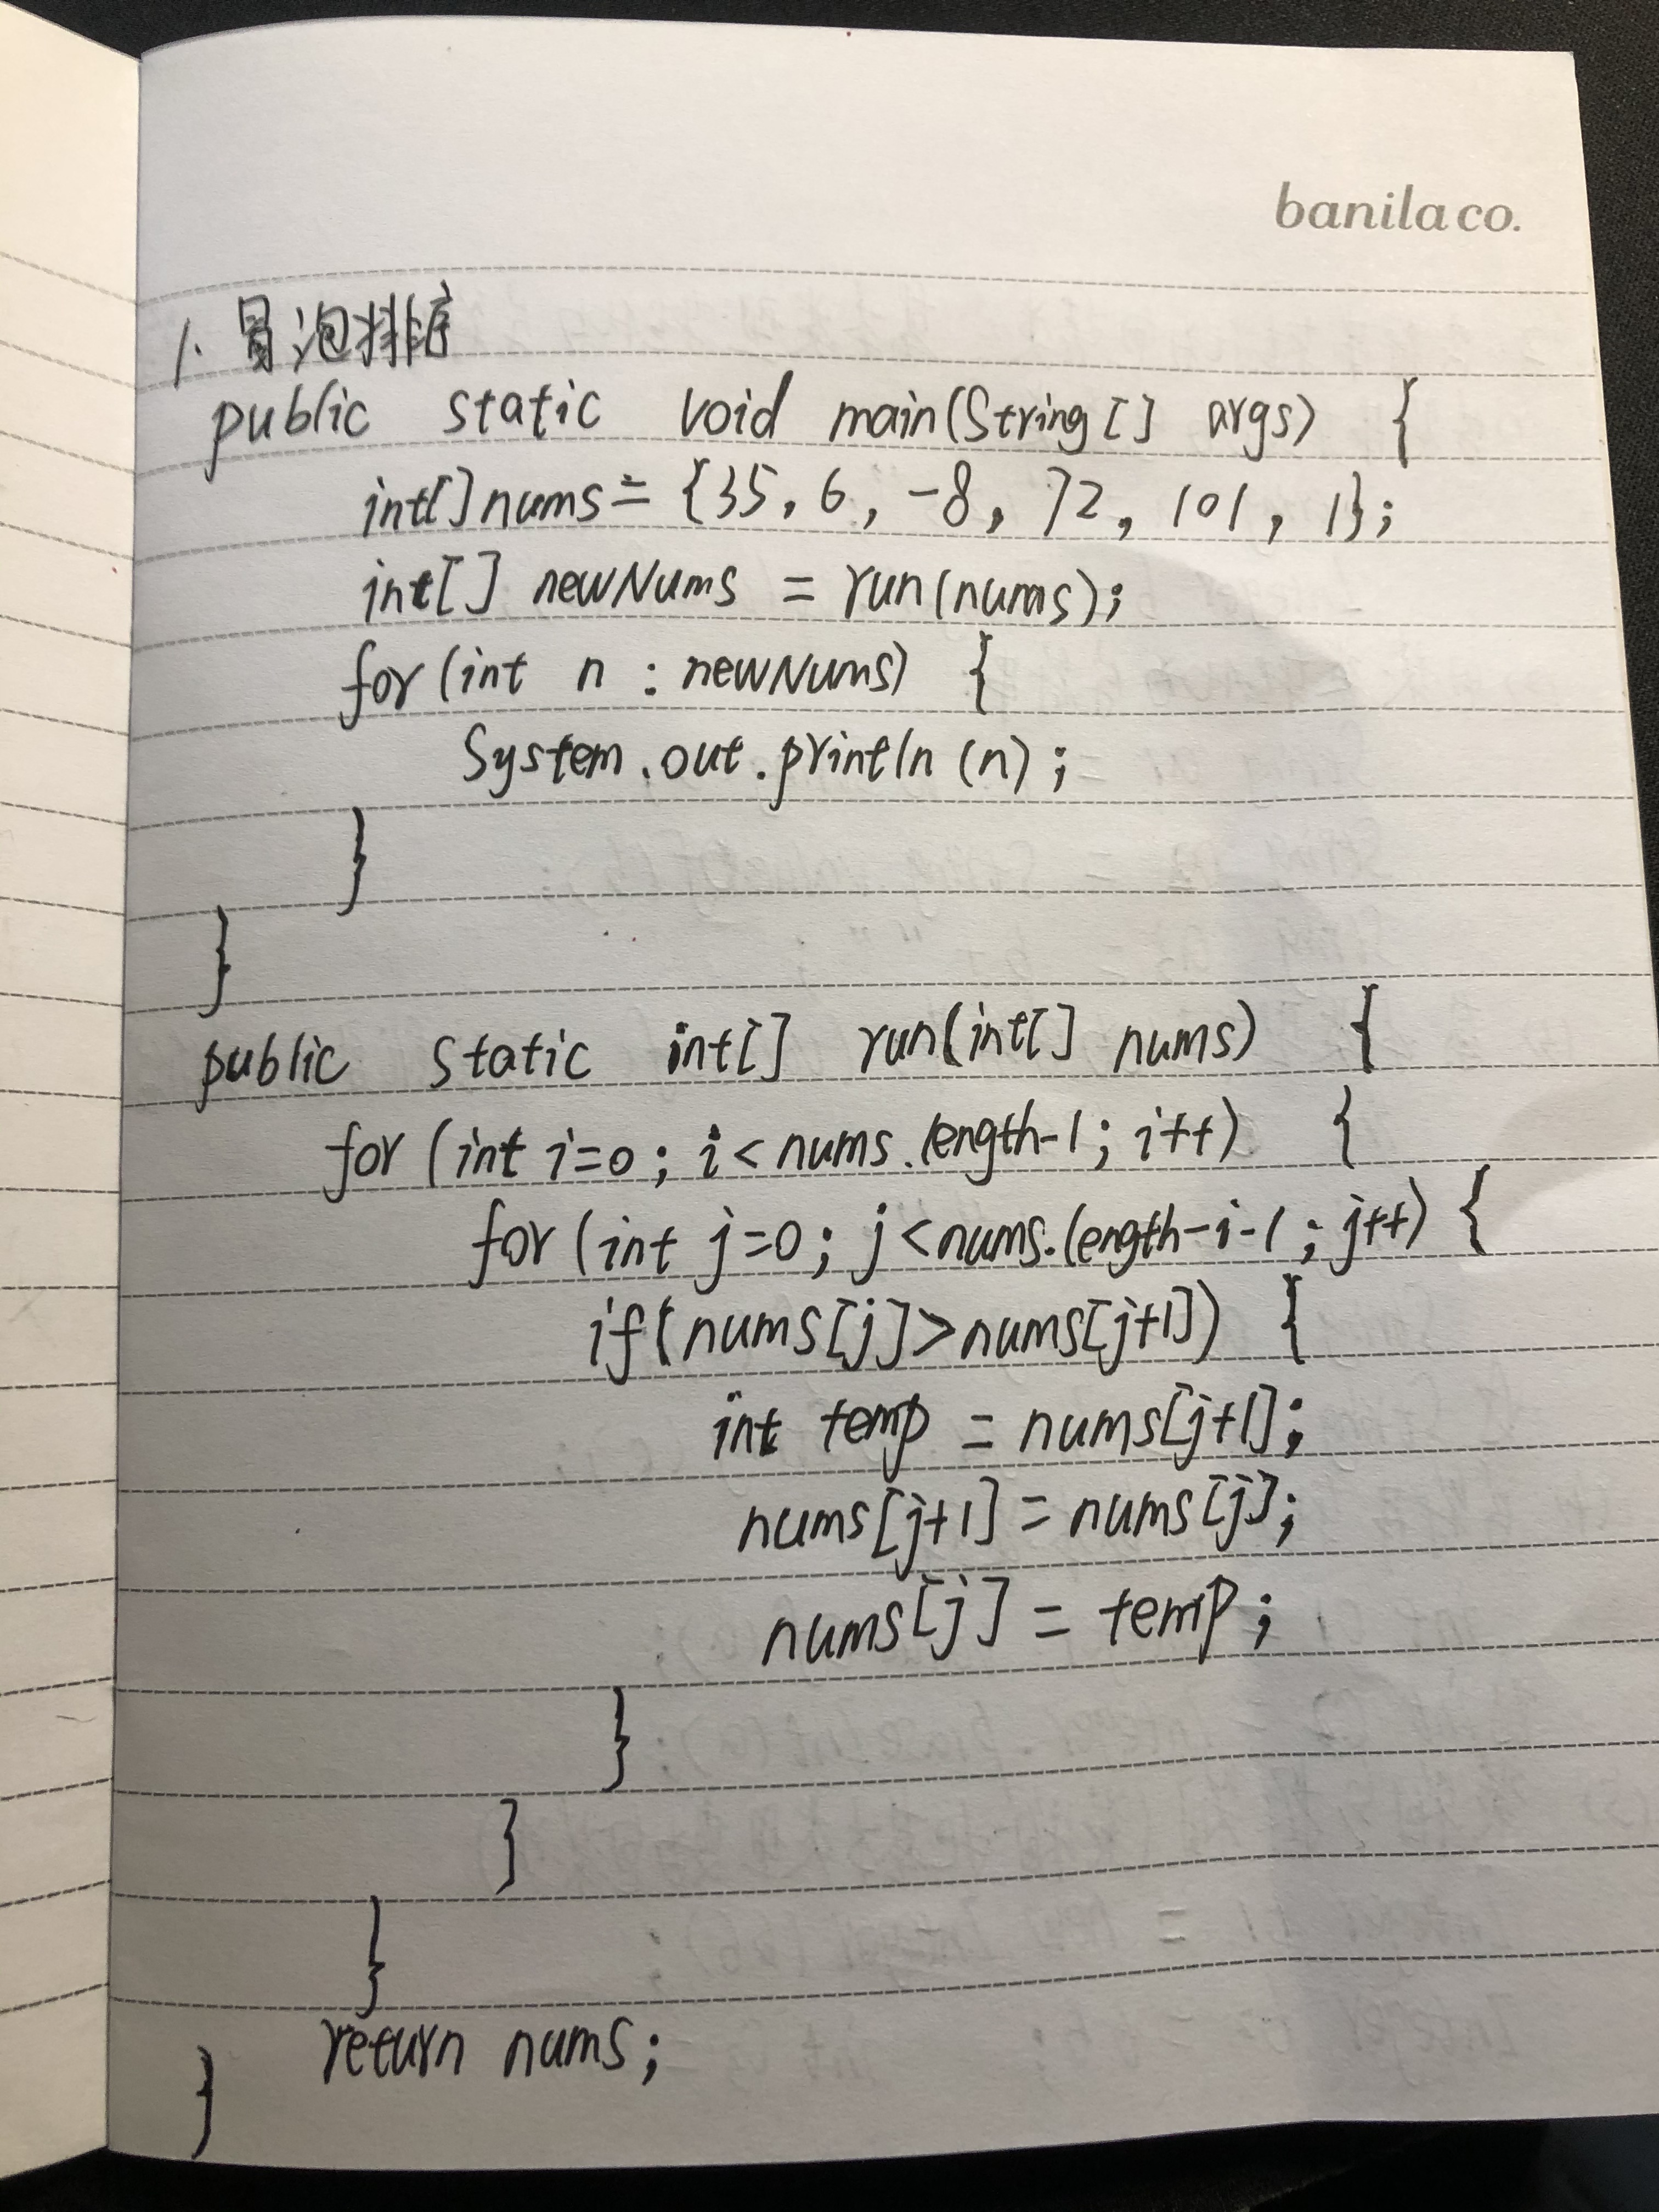 banila co.
1. 冒泡排序
public static void main(String[] args) {
int[] nums = {35, 6, -8, 72, 101, 1};
int[] newNums = run(nums);
for (int n : newNums) {
System.out.println(n);
}
}
public static int[] run(int[] nums) {
for (int i=0; i<nums.length-1; i++) {
for (int j=0; j<nums.length-i-1; j++) {
if(nums[j]>nums[j+1]) {
int temp = nums[j+1];
nums[j+1] = nums[j];
nums[j] = temp;
}
}
}
return nums;
}